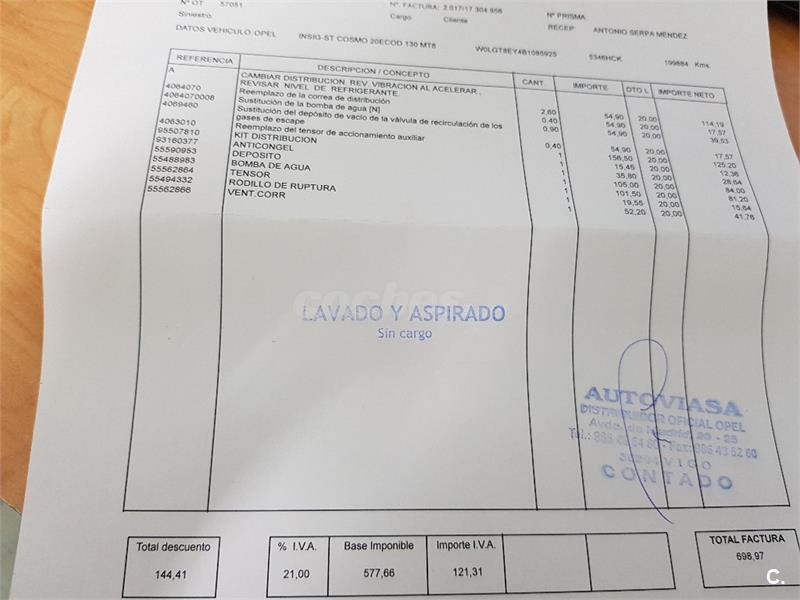 Nº OT 57051 Nº. FACTURA: 2.017/17.304.956
Siniestro: Cargo Cliente Nº PRISMA
RECEP ANTONIO SERPA MENDEZ
DATOS VEHICULO: OPEL INSIG-ST COSMO 20ECOD 130 MT6 W0LGT8EY4B1085925 5346HCK 199884 Kms.
REFERENCIA DESCRIPCION / CONCEPTO CANT. IMPORTE DTO L IMPORTE NETO
A CAMBIAR DISTRIBUCION. REV. VIBRACION AL ACELERAR.,
REVISAR NIVEL DE REFRIGERANTE.
4064070 Reemplazo de la correa de distribución 2,60 54,90 20,00 114,19
4064070008 Sustitución de la bomba de agua [N] 0,40 54,90 20,00 17,57
4069460 Sustitución del depósito de vacío de la válvula de recirculación de los 0,90 54,90 20,00 39,53
gases de escape
4063010 Reemplazo del tensor de accionamiento auxiliar 0,40 54,90 20,00 17,57
95507810 KIT DISTRIBUCION 1 156,50 20,00 125,20
93160377 ANTICONGEL 1 15,45 20,00 12,36
55590953 DEPOSITO 1 35,80 20,00 28,64
55488983 BOMBA DE AGUA 1 105,00 20,00 84,00
55562864 TENSOR 1 101,50 20,00 81,20
55494332 RODILLO DE RUPTURA 1 19,55 20,00 15,64
55562866 VENT.CORR 1 52,20 20,00 41,76
coches
LAVADO Y ASPIRADO
Sin cargo
AUTOVIASA
DISTRIBUIDOR OFICIAL OPEL
Avda. de Madrid, 23 - 25
VIGO
CONTADO
Total descuento % I.V.A. Base Imponible Importe I.V.A. TOTAL FACTURA
144,41 21,00 577,66 121,31 698,97
C.